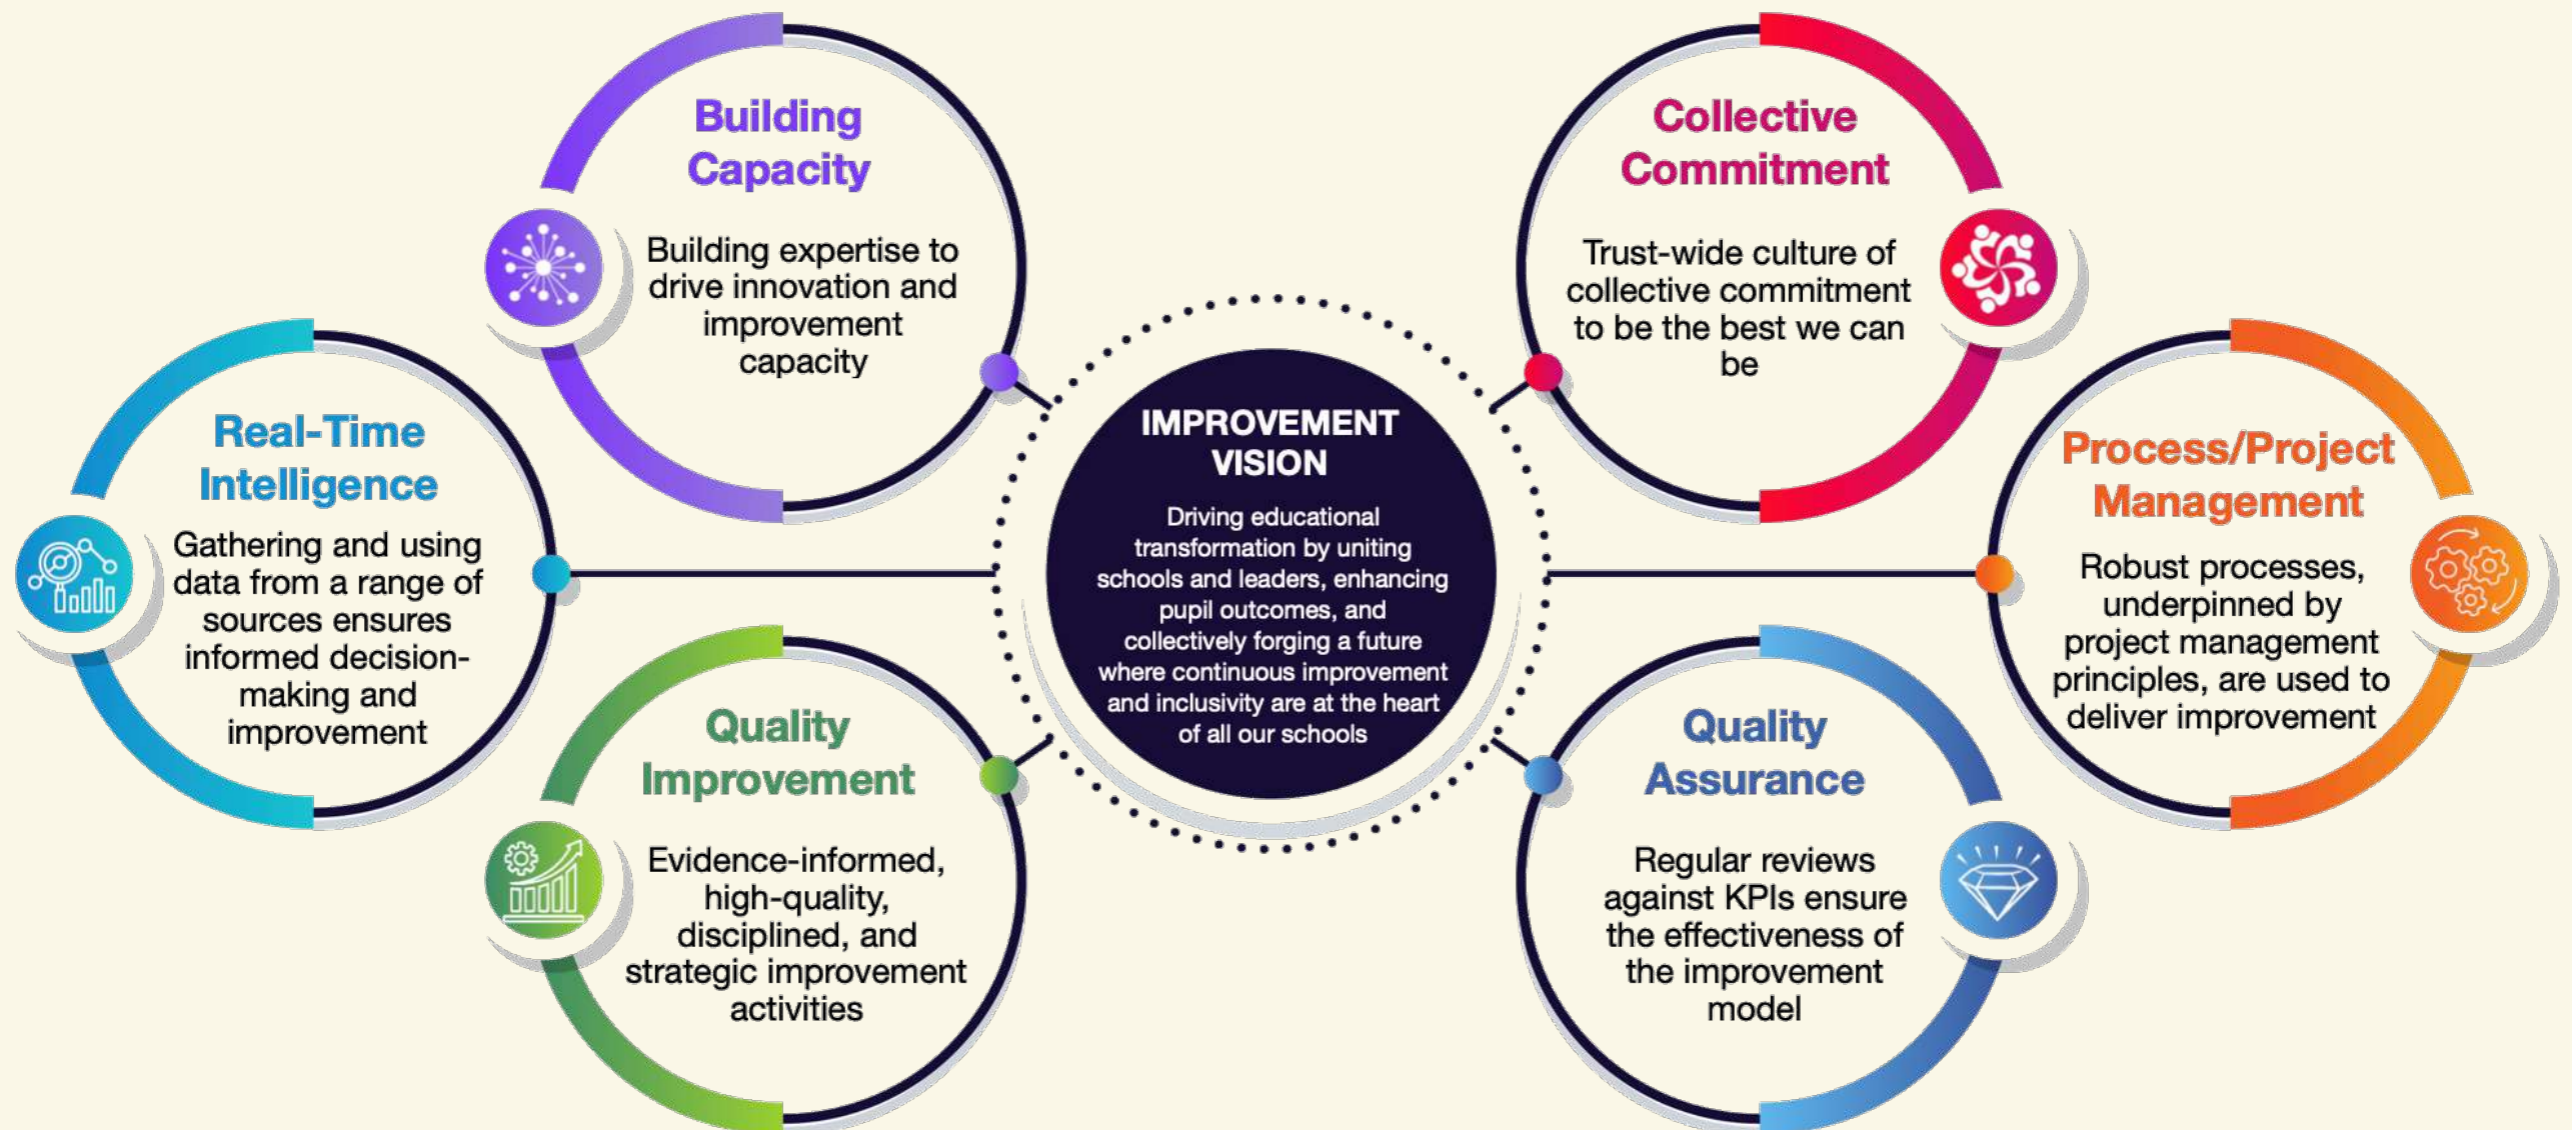 Building
Capacity
Building expertise to
drive innovation and
improvement
capacity
Collective
Commitment
Trust-wide culture of
collective commitment
to be the best we can
be
Real-Time
Intelligence
Gathering and using
data from a range of
sources ensures
informed decision-
making and
improvement
IMPROVEMENT
VISION
Driving educational
transformation by uniting
schools and leaders, enhancing
pupil outcomes, and
collectively forging a future
where continuous improvement
and inclusivity are at the heart
of all our schools
Process/Project
Management
Robust processes,
underpinned by
project management
principles, are used to
deliver improvement
Quality
Improvement
Evidence-informed,
high-quality,
disciplined, and
strategic improvement
activities
Quality
Assurance
Regular reviews
against KPIs ensure
the effectiveness of
the improvement
model